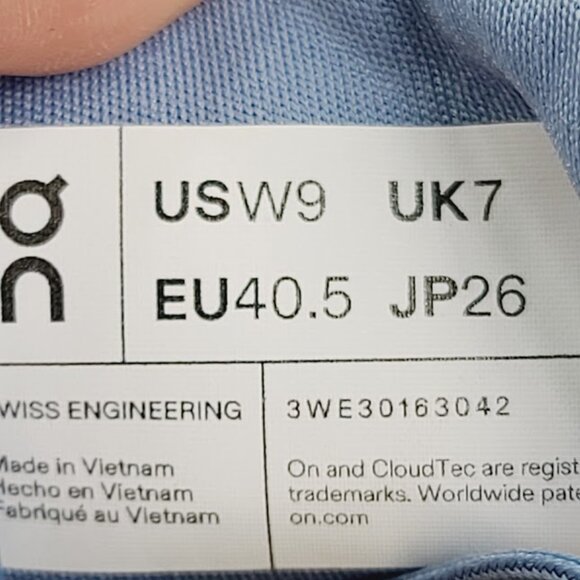 On
USW9 UK7
EU40.5 JP26
WISS ENGINEERING
3WE30163042
Made in Vietnam
Hecho en Vietnam
Fabriqué au Vietnam
On and CloudTec are regist
trademarks. Worldwide pate
on.com